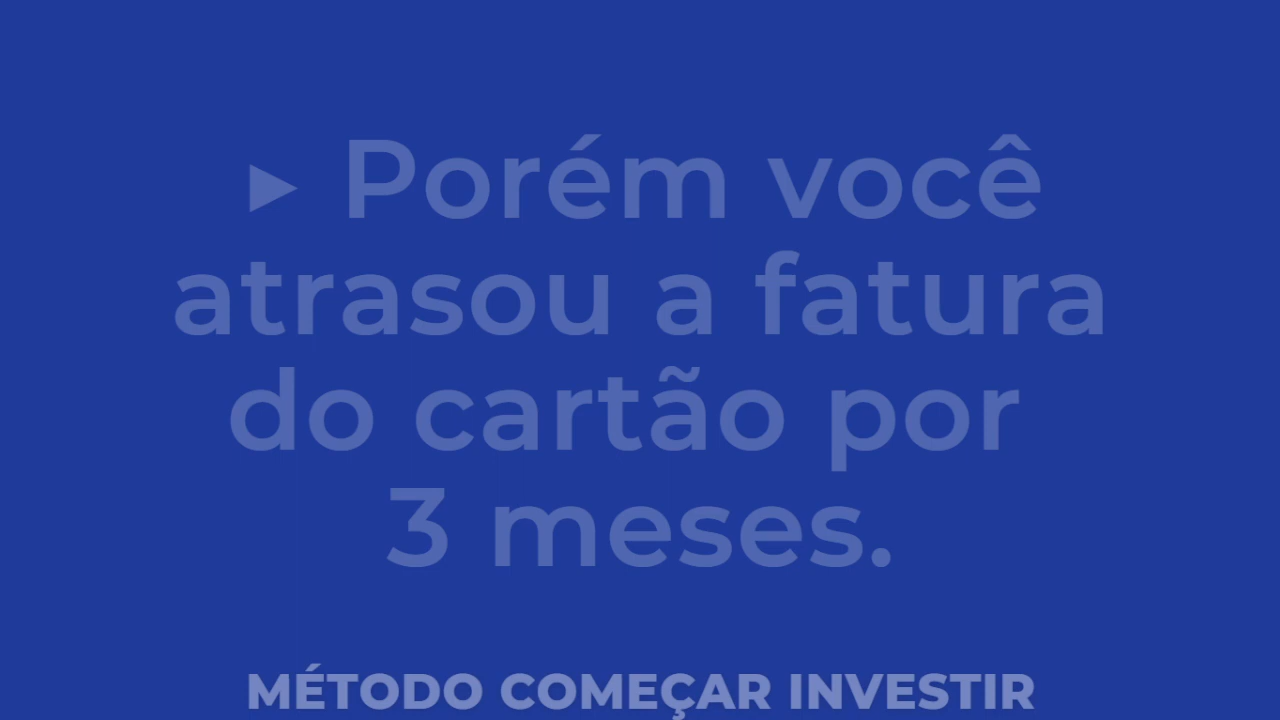 ▸ Porém você
atrasou a fatura
do cartão por
3 meses.
MÉTODO COMEÇAR INVESTIR